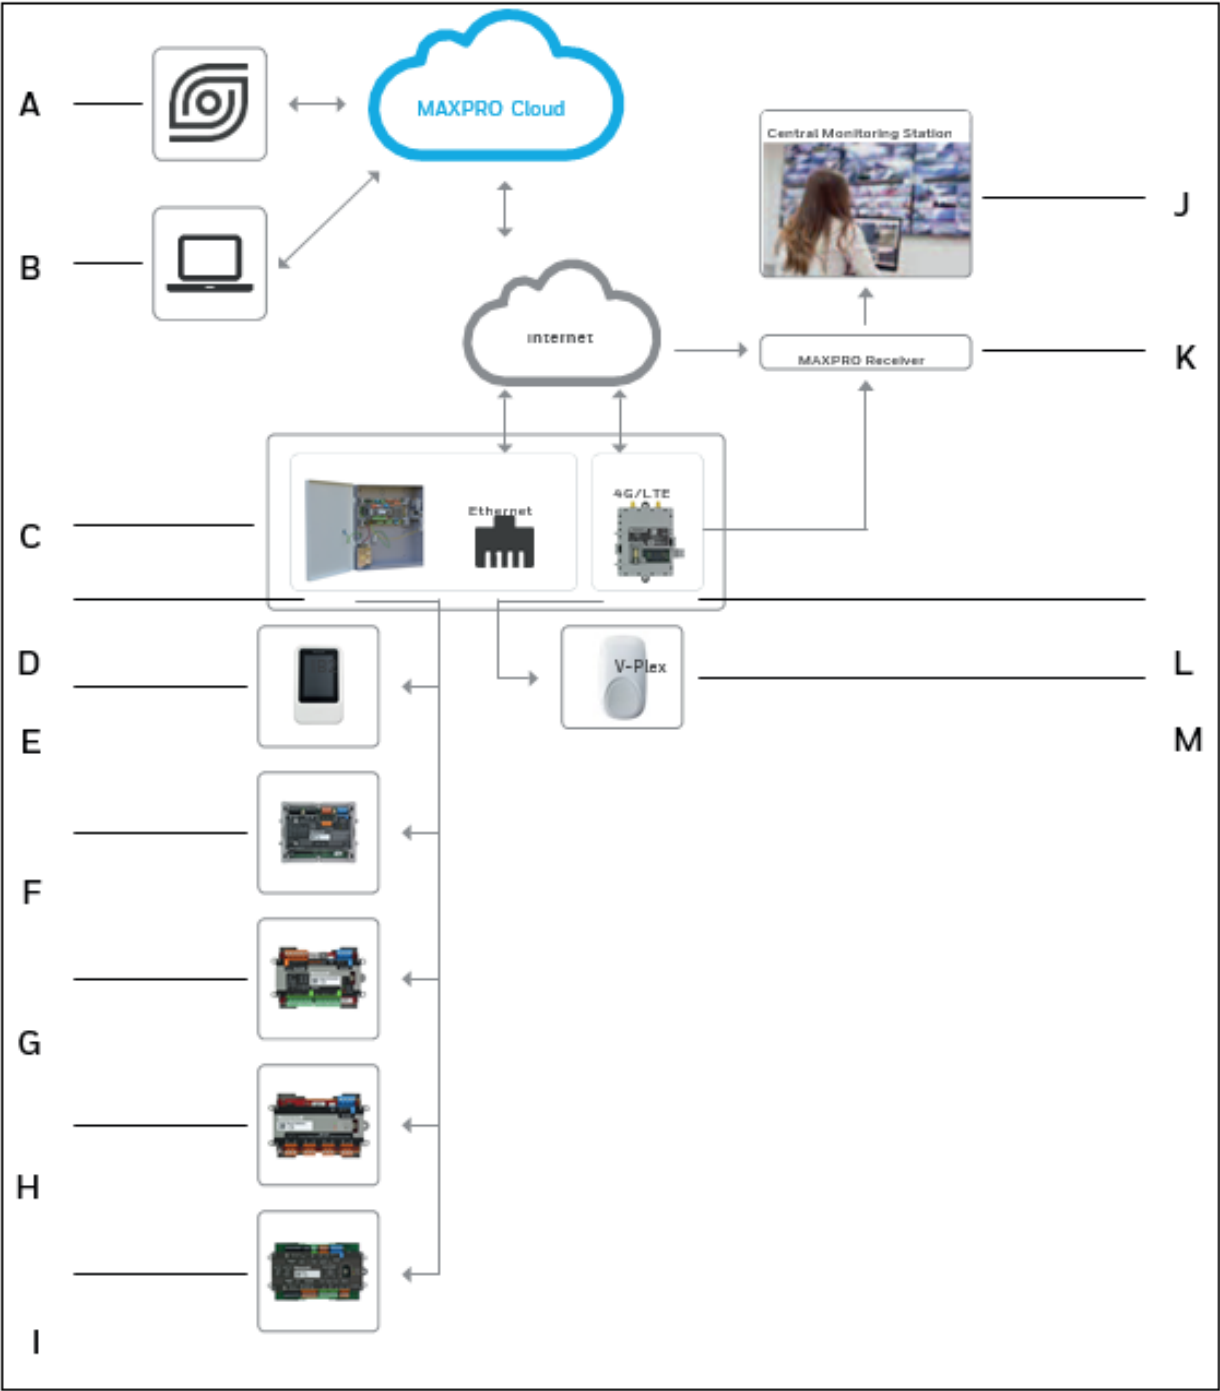 A
MAXPRO Cloud
Central Monitoring Station
J
B
internet
MAXPRO Receiver
K
4G/LTE
Ethernet
C
D
V-Plex
L
E
M
F
G
H
I